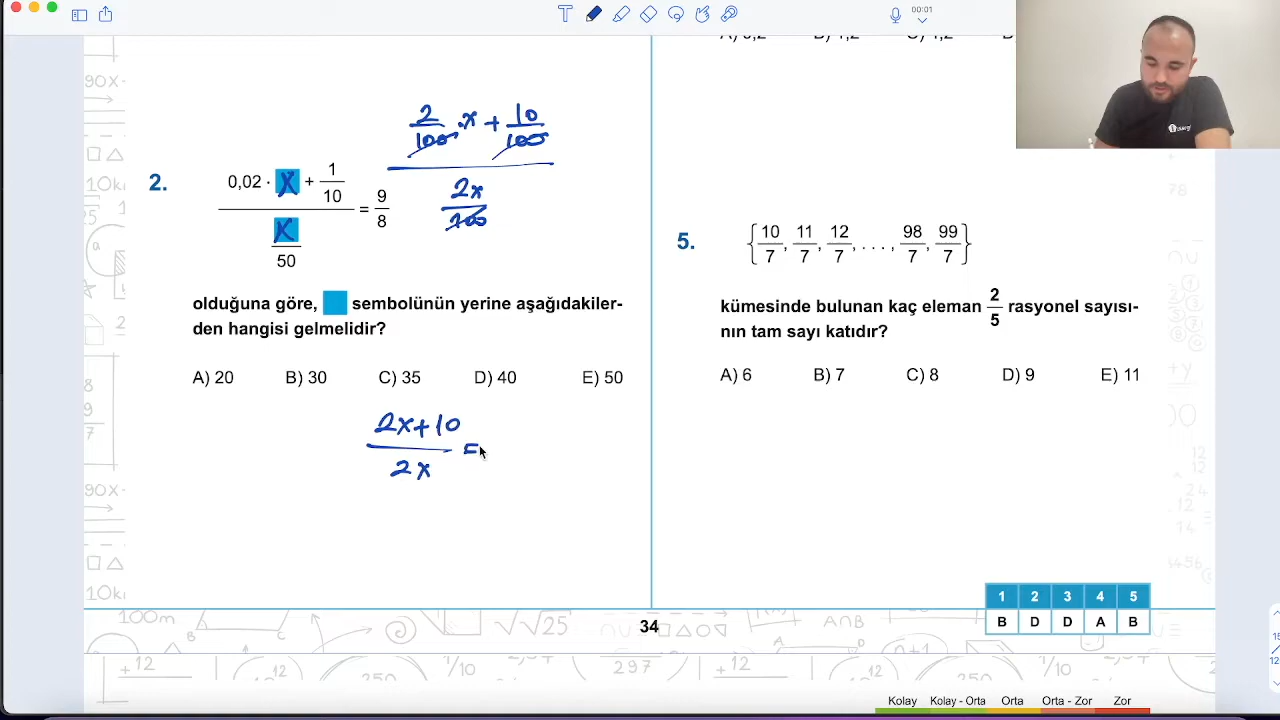 00:01
2.
0,02 · x + 1/10
x/50
= 9/8
2/100 · x + 10/100
2x/100
olduğuna göre, sembolünün yerine aşağıdakiler-
den hangisi gelmelidir?
A) 20 B) 30 C) 35 D) 40 E) 50
2x+10
2x
=
5.
{10/7, 11/7, 12/7, . . . , 98/7, 99/7}
kümesinde bulunan kaç eleman 2/5 rasyonel sayısı-
nın tam sayı katıdır?
A) 6 B) 7 C) 8 D) 9 E) 11
1 2 3 4 5
B D D A B
34
Kolay Kolay - Orta Orta Orta - Zor Zor